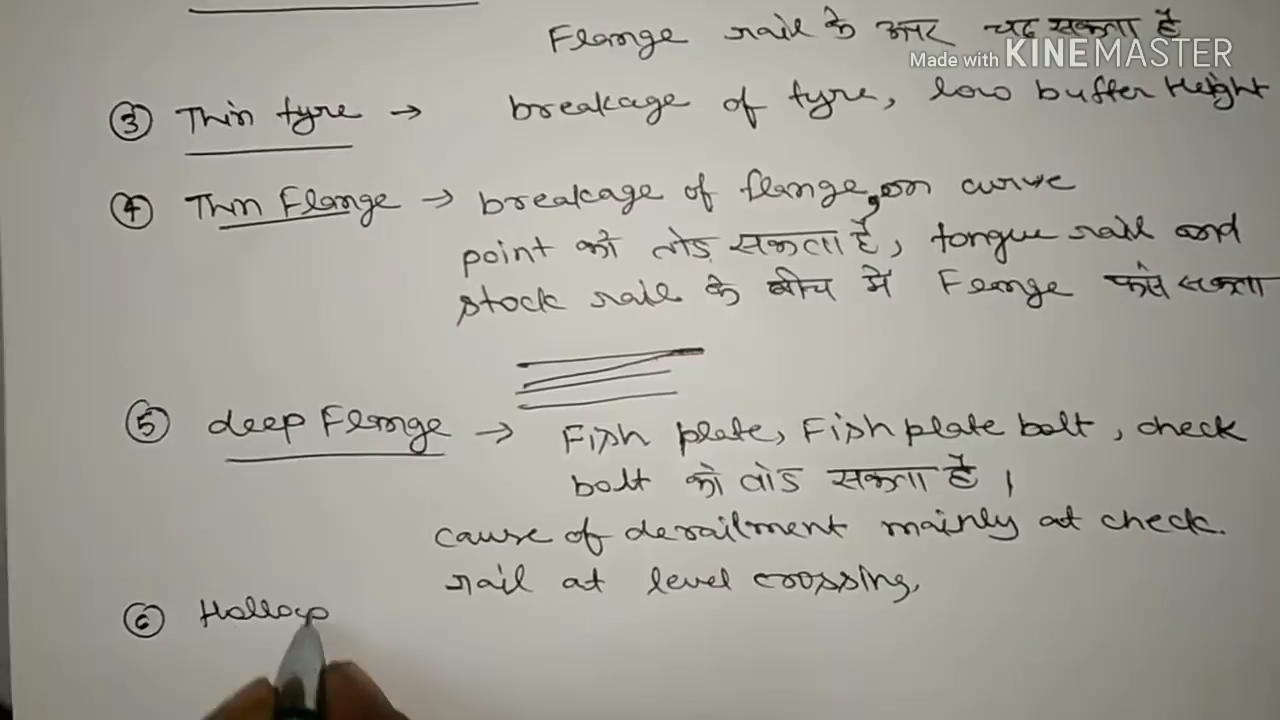 Flange rail के ऊपर चढ़ सकता है
Made with KINEMASTER
③ Thin tyre → breakage of tyre, low buffer Height
④ Thin Flange → breakage of flange, on curve
point को तोड़ सकता है, tongue rail and
stock rail के बीच में Flange फंस सकता
⑤ deep Flange → Fish plate, Fish plate bolt, check
bolt को तोड सकता है।
cause of derailment mainly at check
rail at level crossing,
⑥ Hollow